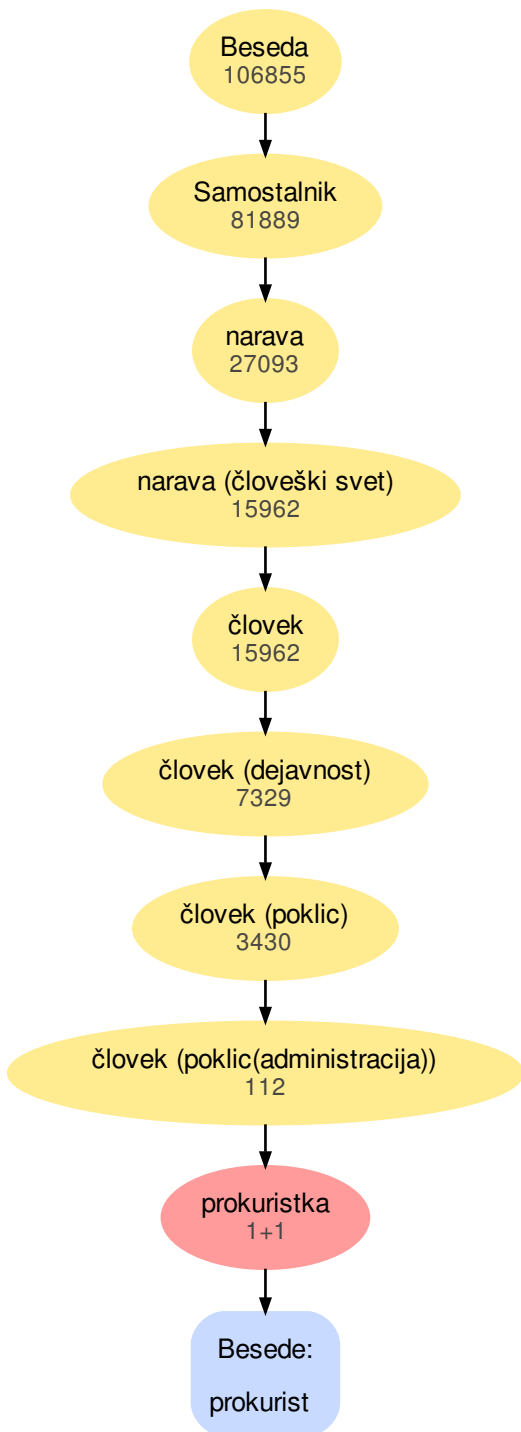 Beseda
106855
Samostalnik
81889
narava
27093
narava (človeški svet)
15962
človek
15962
človek (dejavnost)
7329
človek (poklic)
3430
človek (poklic(administracija))
112
prokuristka
1+1
Besede:
prokurist